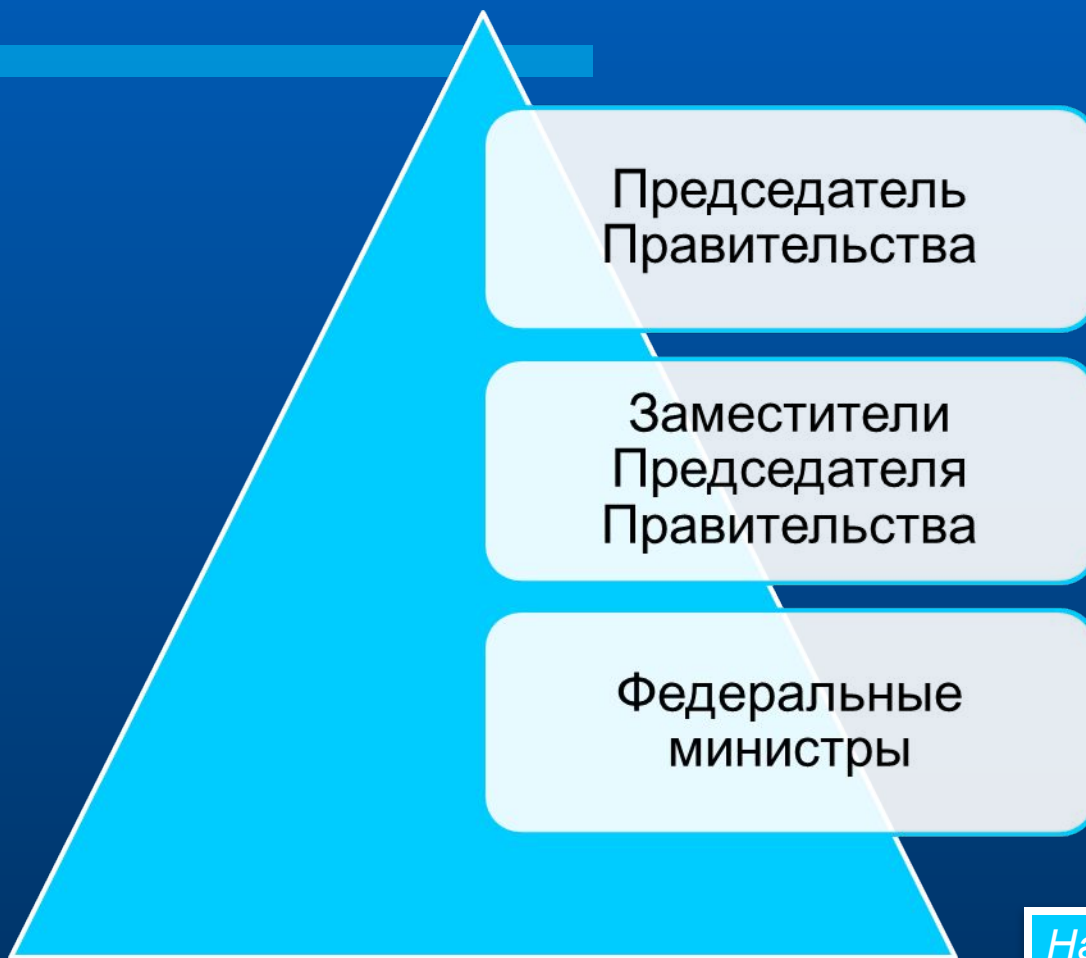 Председатель
Правительства
Заместители
Председателя
Правительства
Федеральные
министры